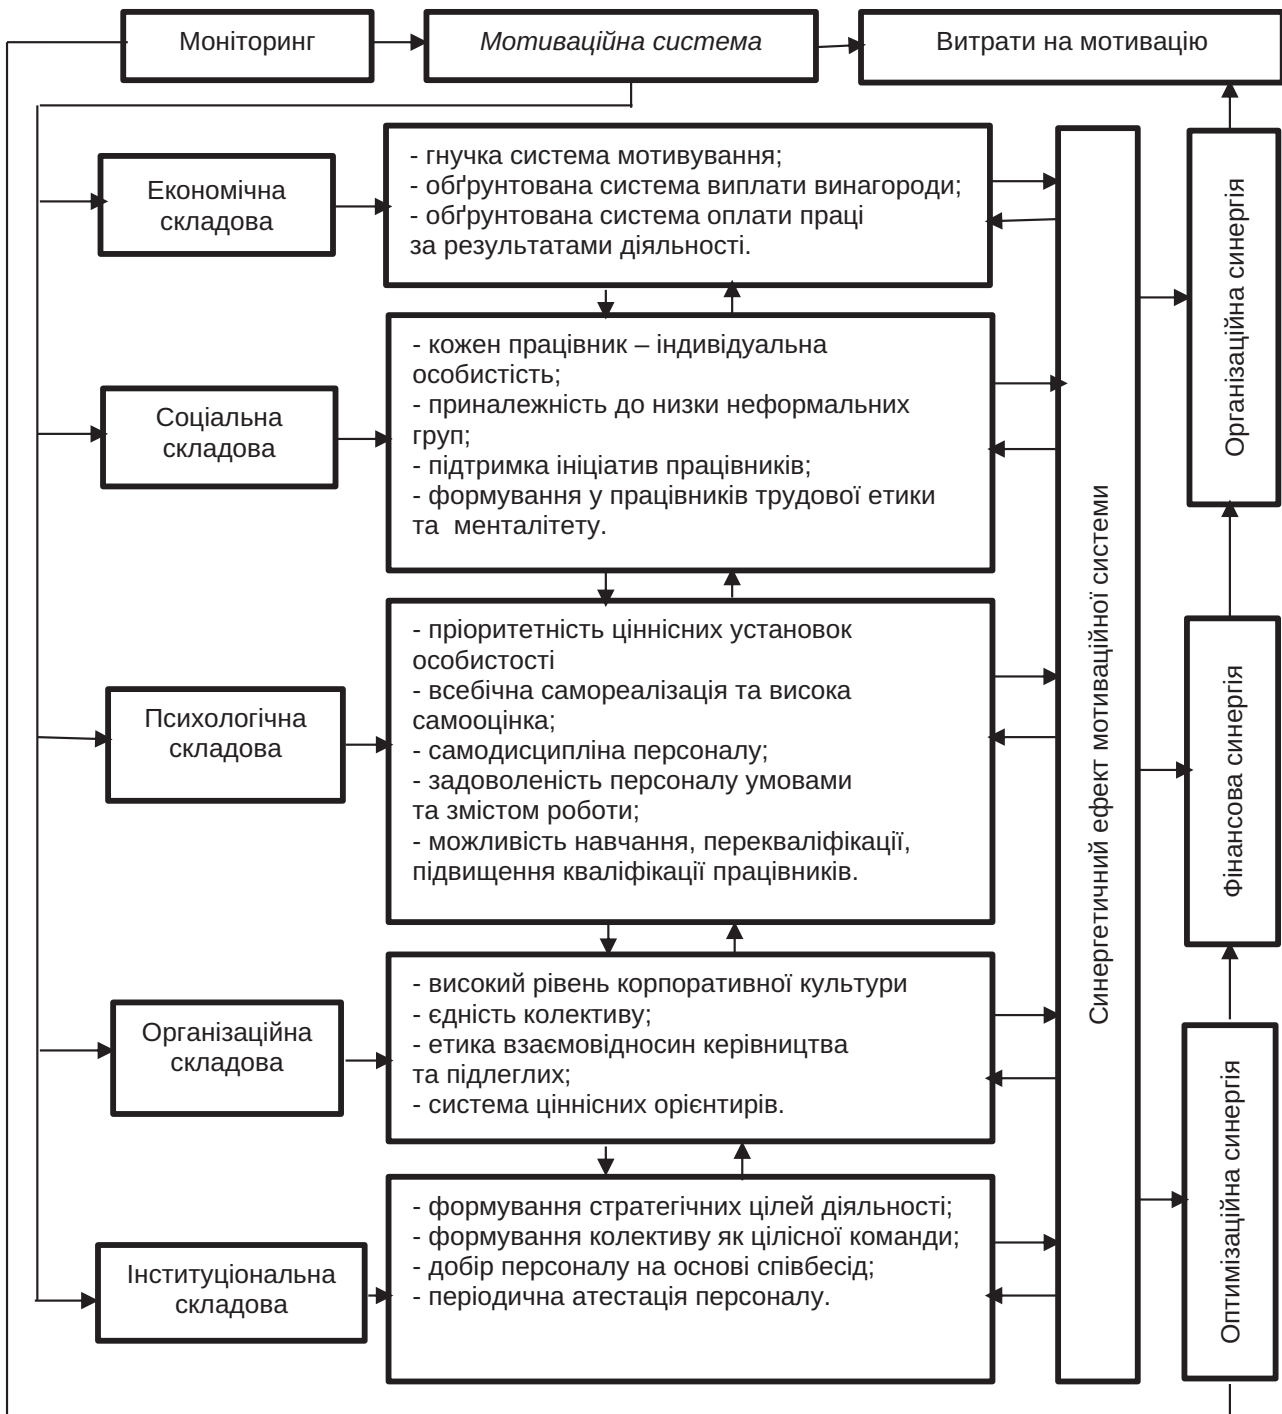 Моніторинг
Мотиваційна система
Витрати на мотивацію
Економічна
складова
- гнучка система мотивування;
- обґрунтована система виплати винагороди;
- обґрунтована система оплати праці
за результатами діяльності.
Соціальна
складова
- кожен працівник – індивідуальна
особистість;
- приналежність до низки неформальних
груп;
- підтримка ініціатив працівників;
- формування у працівників трудової етики
та менталітету.
Психологічна
складова
- пріоритетність ціннісних установок
особистості
- всебічна самореалізація та висока
самооцінка;
- самодисципліна персоналу;
- задоволеність персоналу умовами
та змістом роботи;
- можливість навчання, перекваліфікації,
підвищення кваліфікації працівників.
Організаційна
складова
- високий рівень корпоративної культури
- єдність колективу;
- етика взаємовідносин керівництва
та підлеглих;
- система ціннісних орієнтирів.
Інституціональна
складова
- формування стратегічних цілей діяльності;
- формування колективу як цілісної команди;
- добір персоналу на основі співбесід;
- періодична атестація персоналу.
Синергетичний ефект мотиваційної системи
Організаційна синергія
Фінансова синергія
Оптимізаційна синергія